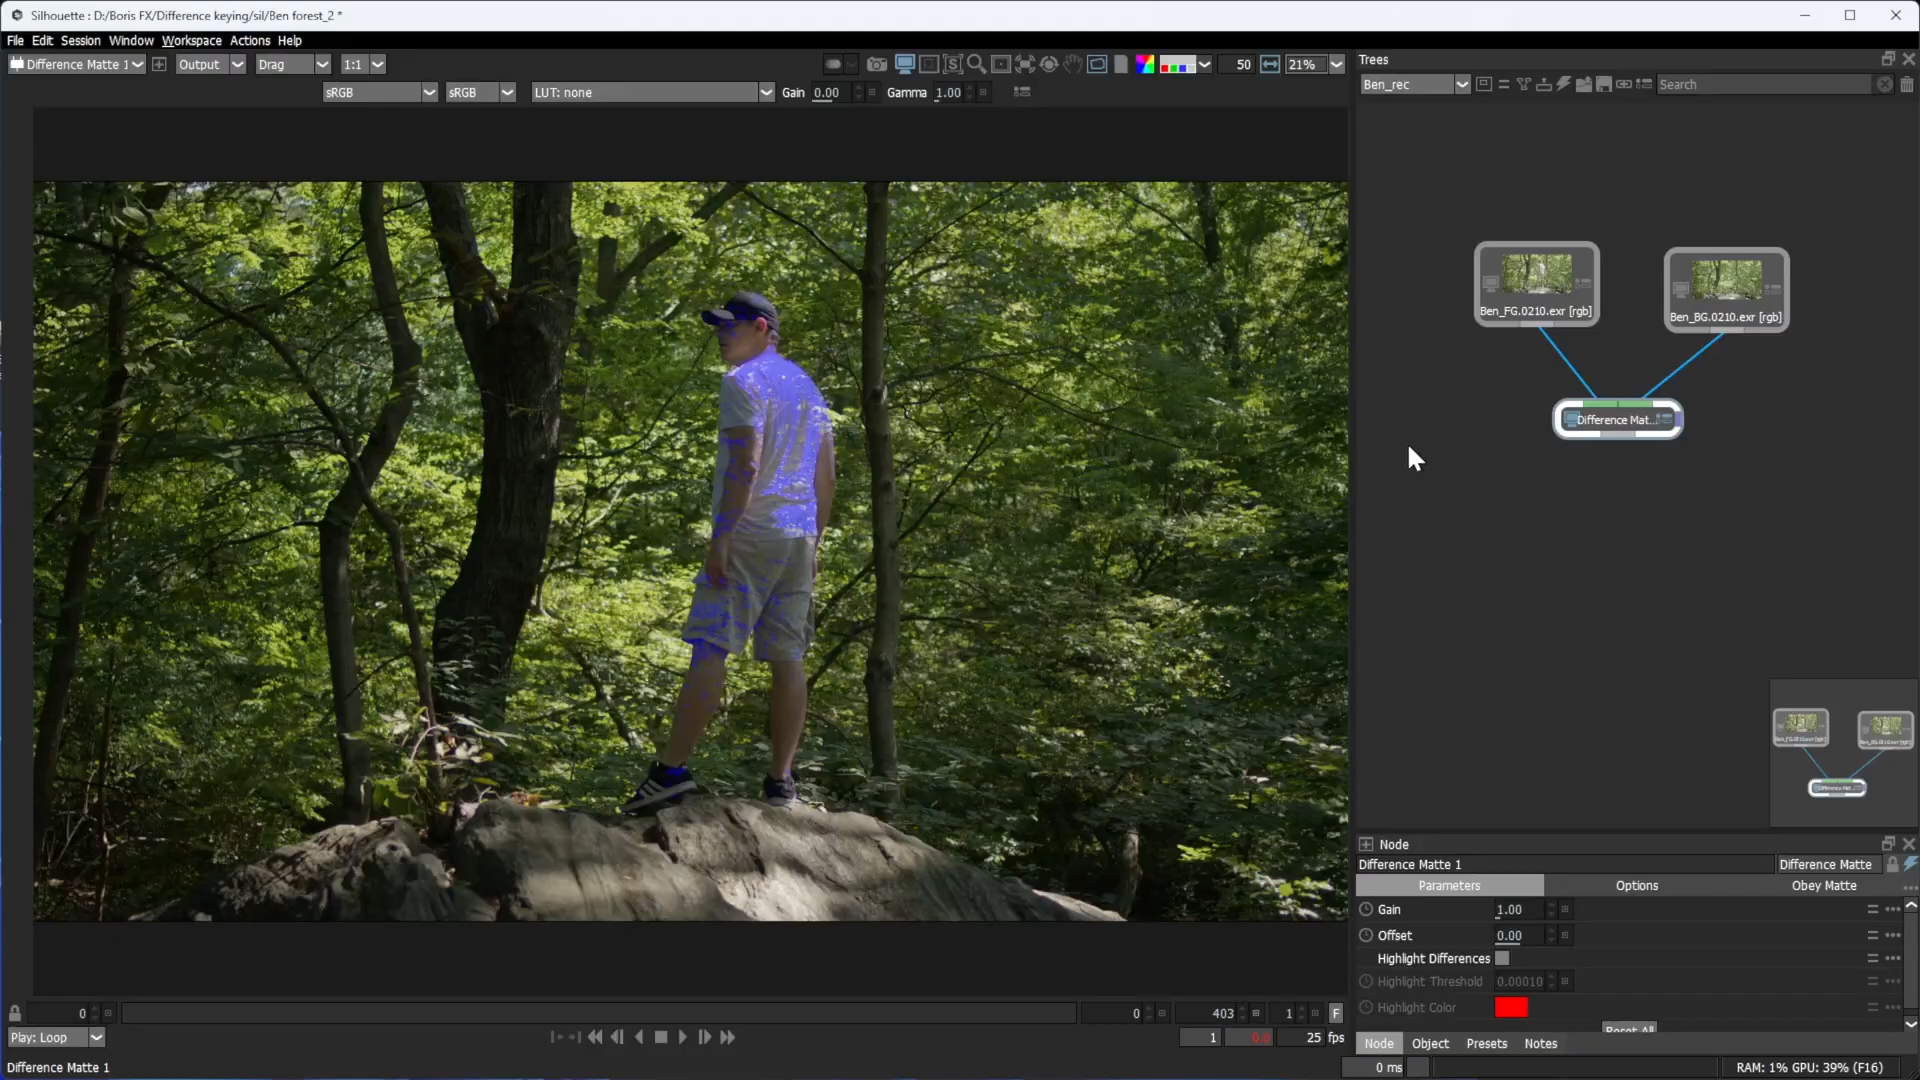 Silhouette : D:/Boris FX/Difference keying/sil/Ben forest_2 *
File Edit Session Window Workspace Actions Help
Difference Matte 1 Output Drag 1:1 50 21%
sRGB sRGB LUT: none Gain 0.00 Gamma 1.00
Trees
Ben_rec Search
Ben_FG.0210.exr [rgb]
Ben_BG.0210.exr [rgb]
Difference Mat...
Node
Difference Matte 1 Difference Matte
Parameters Options Obey Matte
Gain 1.00
Offset 0.00
Highlight Differences
Highlight Threshold 0.00010
Highlight Color
Reset All
Node Object Presets Notes
0 0 403 1 F
Play: Loop 1 0.0 25 fps
Difference Matte 1 0 ms RAM: 1% GPU: 39% (F16)